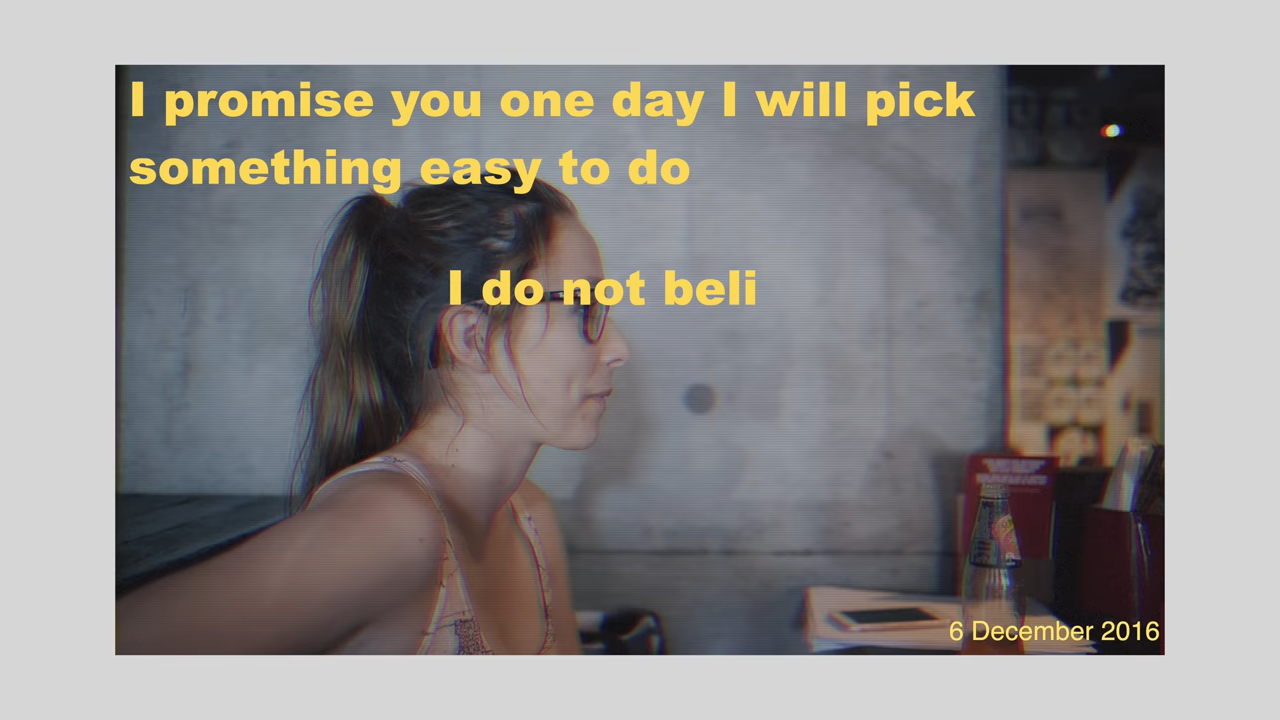 I promise you one day I will pick
something easy to do
I do not beli
6 December 2016